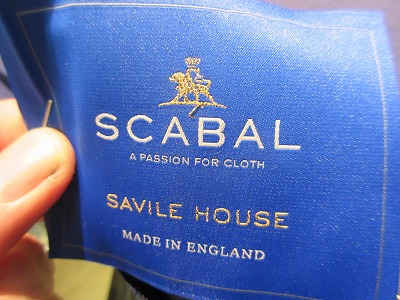 SCABAL
A PASSION FOR CLOTH
SAVILE HOUSE
MADE IN ENGLAND